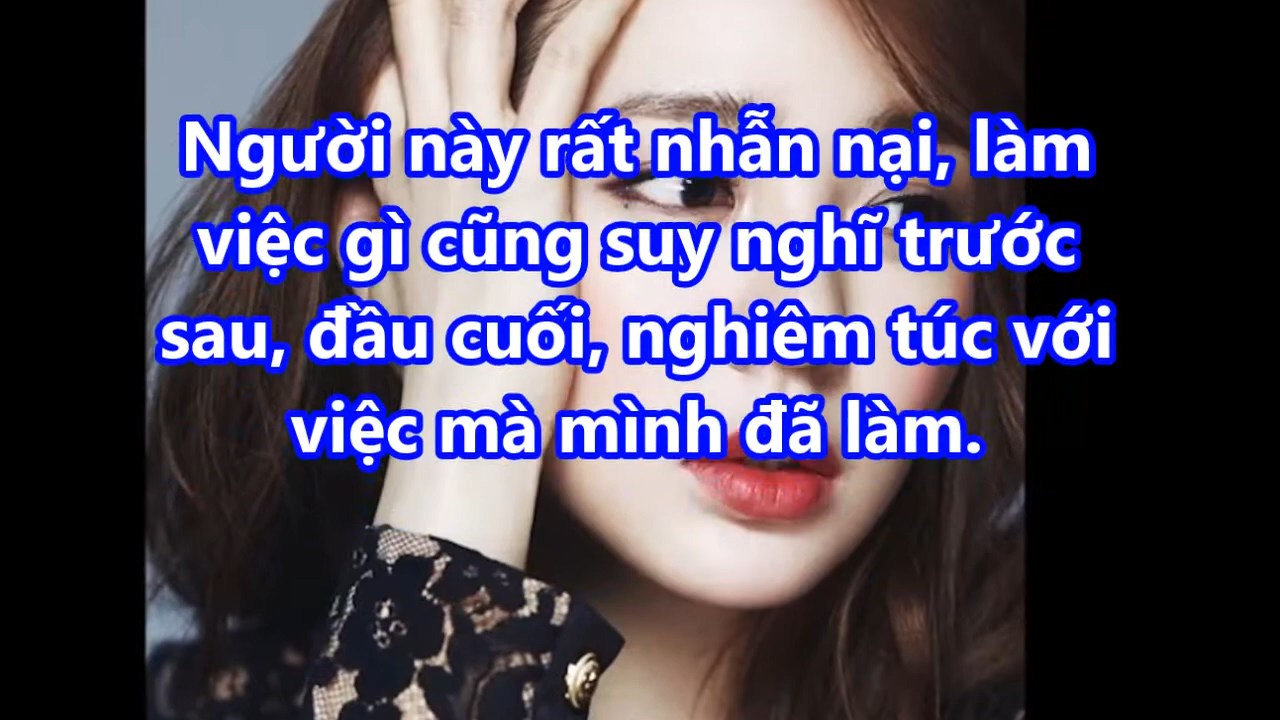 Người này rất nhẫn nại, làm
việc gì cũng suy nghĩ trước
sau, đầu cuối, nghiêm túc với
việc mà mình đã làm.